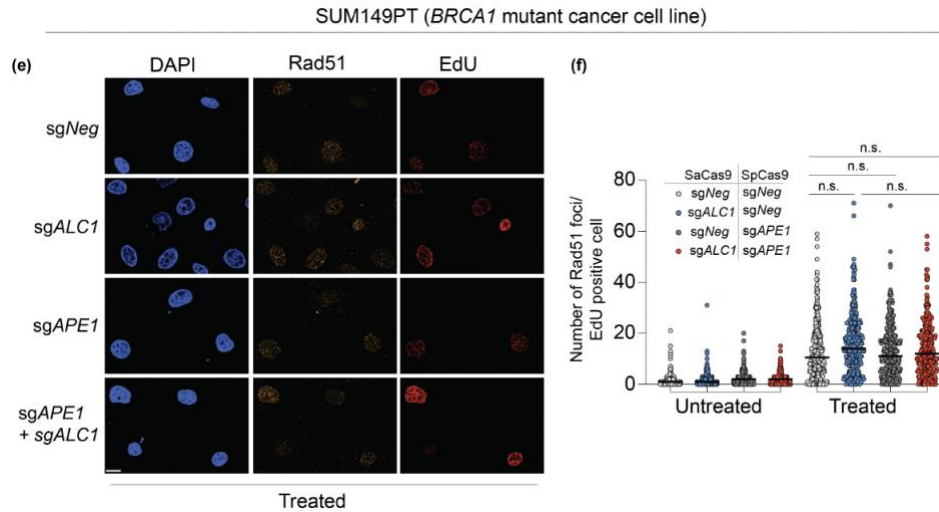 SUM149PT (BRCA1 mutant cancer cell line)
(e)
DAPI Rad51 EdU
sgNeg
sgALC1
sgAPE1
sgAPE1
+ sgALC1
Treated
(f)
Number of Rad51 foci/
EdU positive cell
80
60
40
20
0
SaCas9 SpCas9
sgNeg sgNeg
sgALC1 sgNeg
sgNeg sgAPE1
sgALC1 sgAPE1
n.s.
n.s.
n.s. n.s.
Untreated Treated